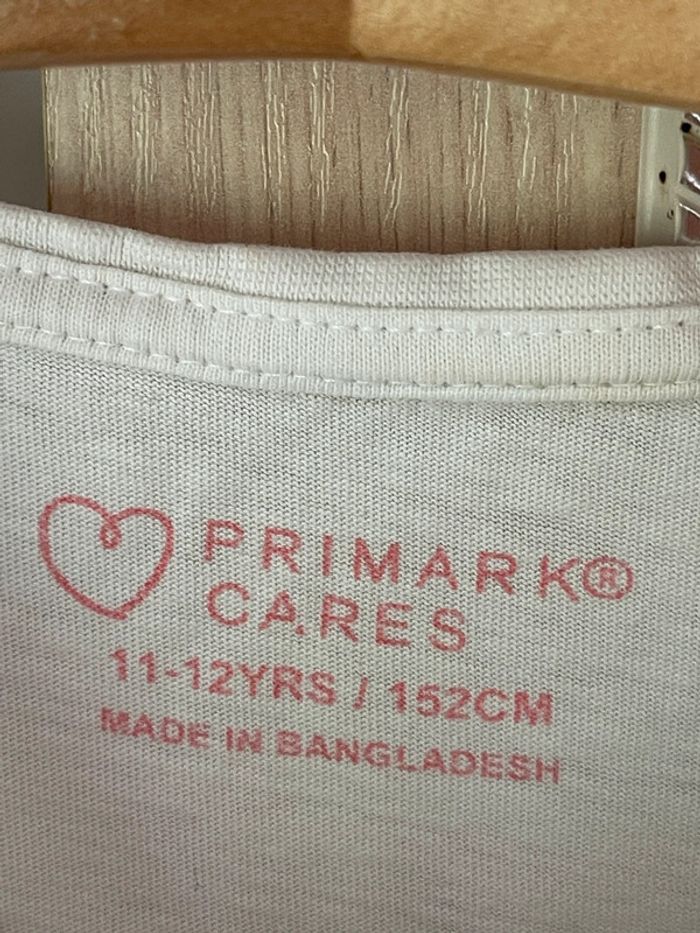 PRIMARK®
CARES
11-12YRS / 152CM
MADE IN BANGLADESH